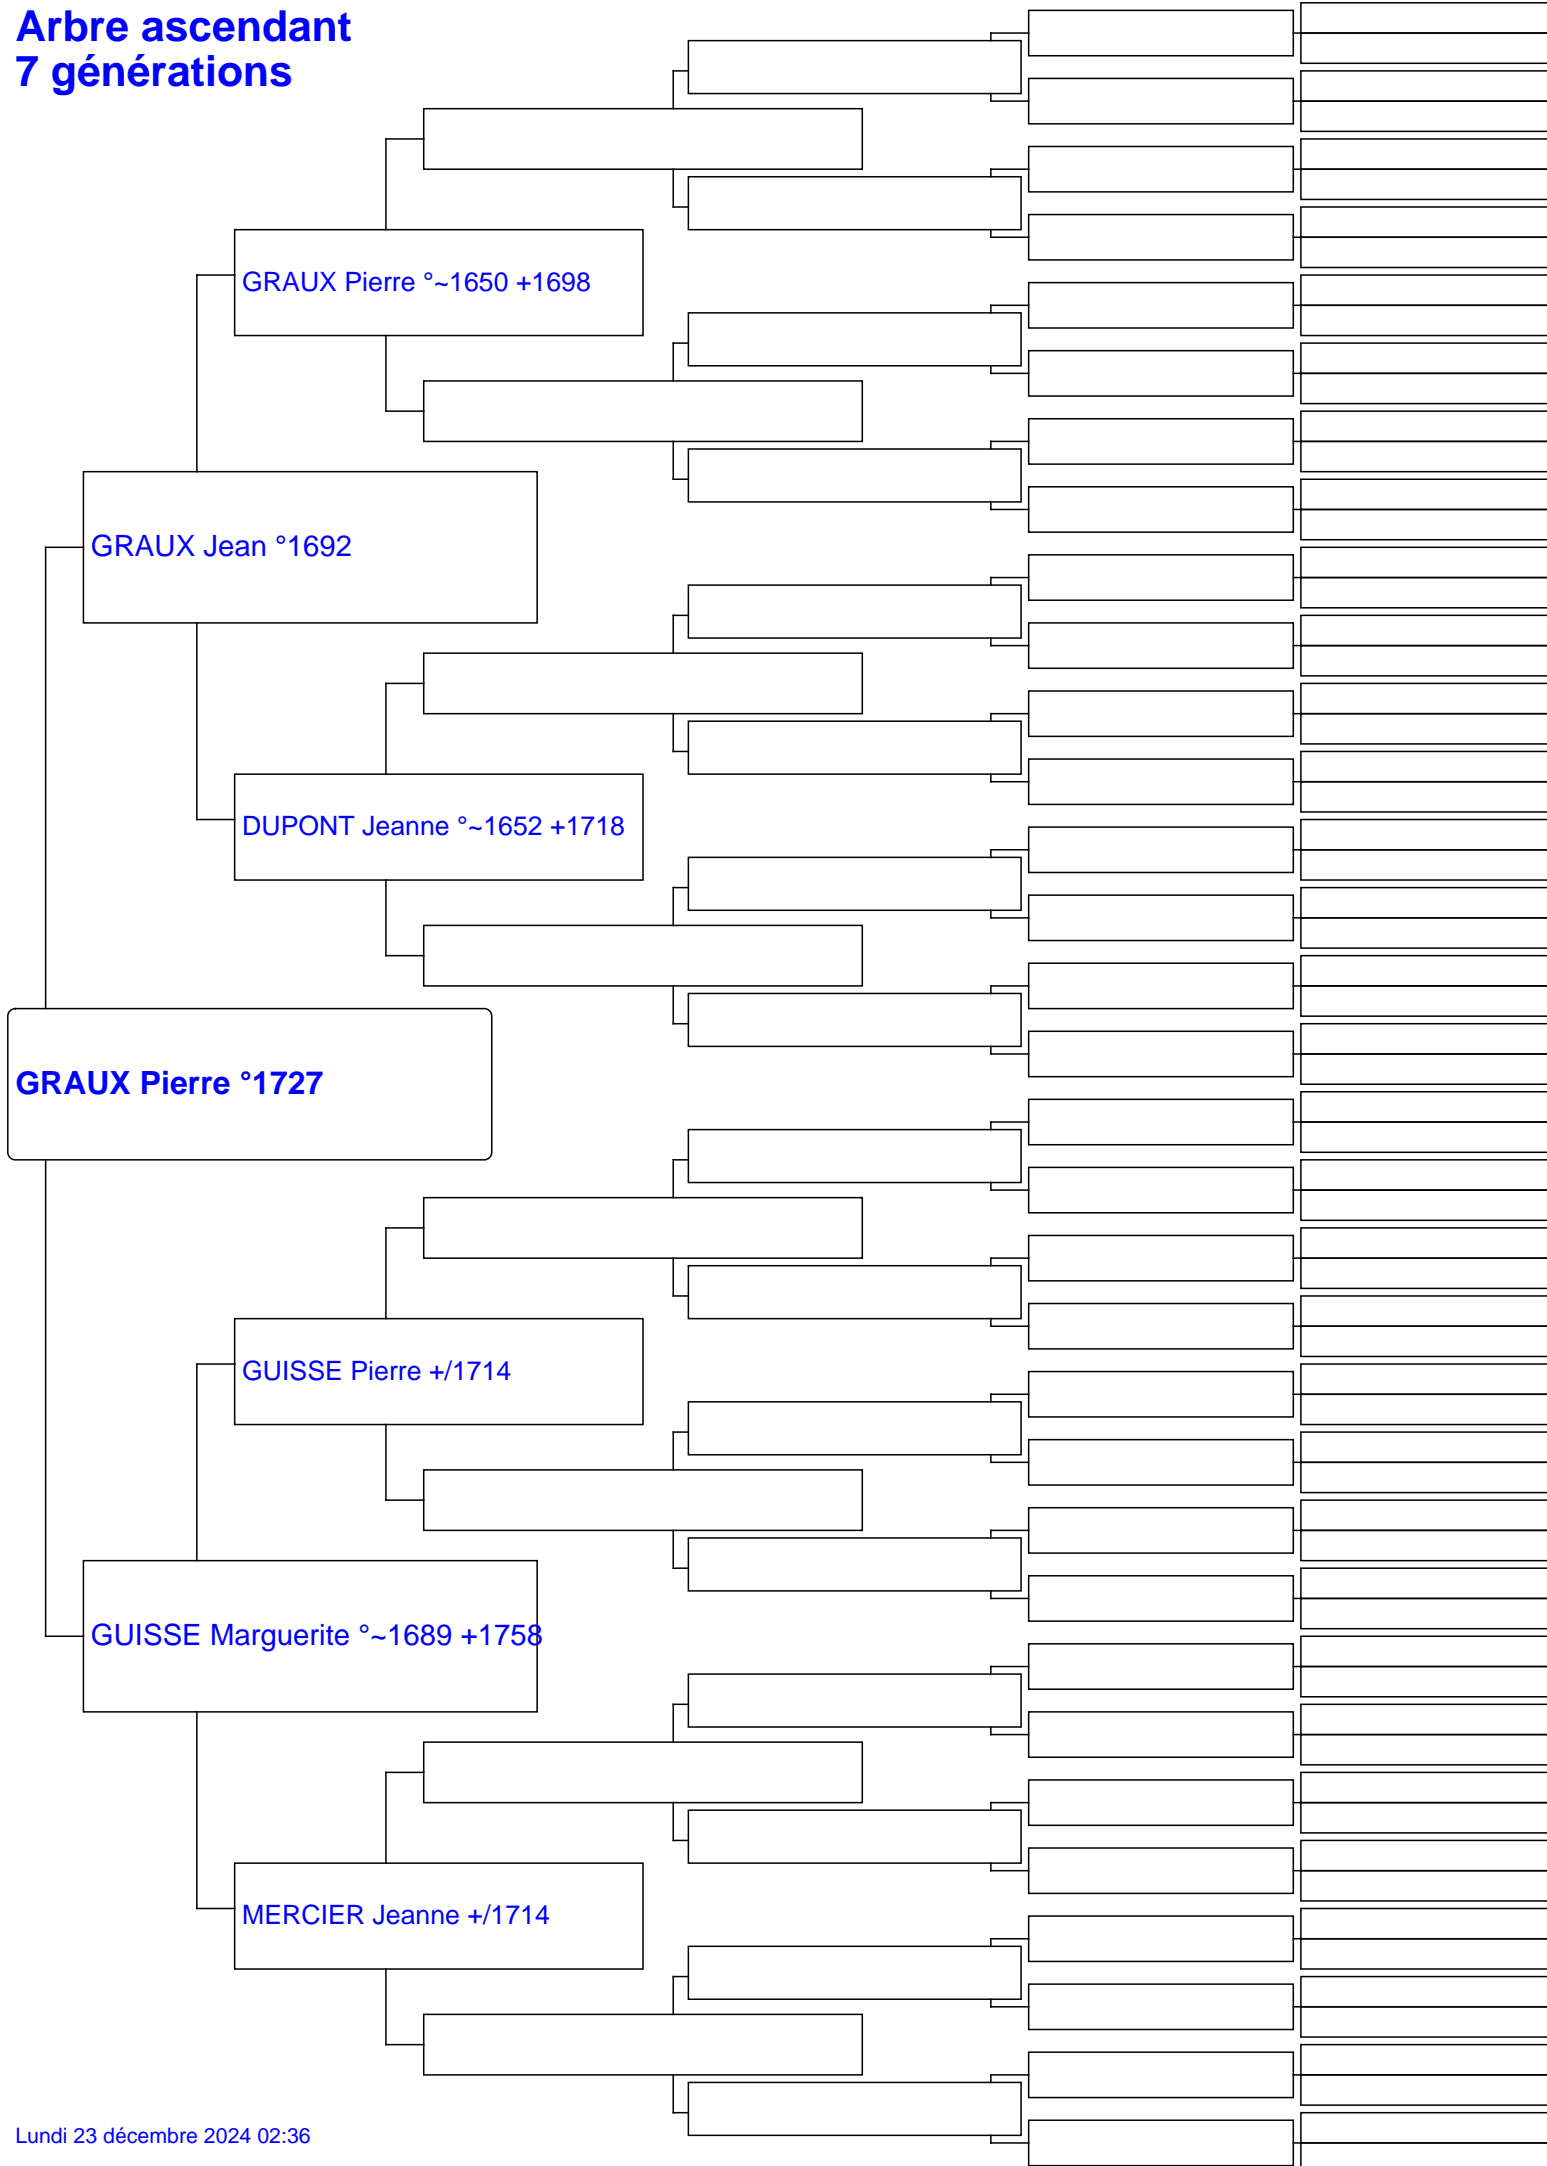 Arbre ascendant
7 générations
GRAUX Pierre °~1650 +1698
GRAUX Jean °1692
DUPONT Jeanne °~1652 +1718
GRAUX Pierre °1727
GUISSE Pierre +/1714
GUISSE Marguerite °~1689 +1758
MERCIER Jeanne +/1714
Lundi 23 décembre 2024 02:36